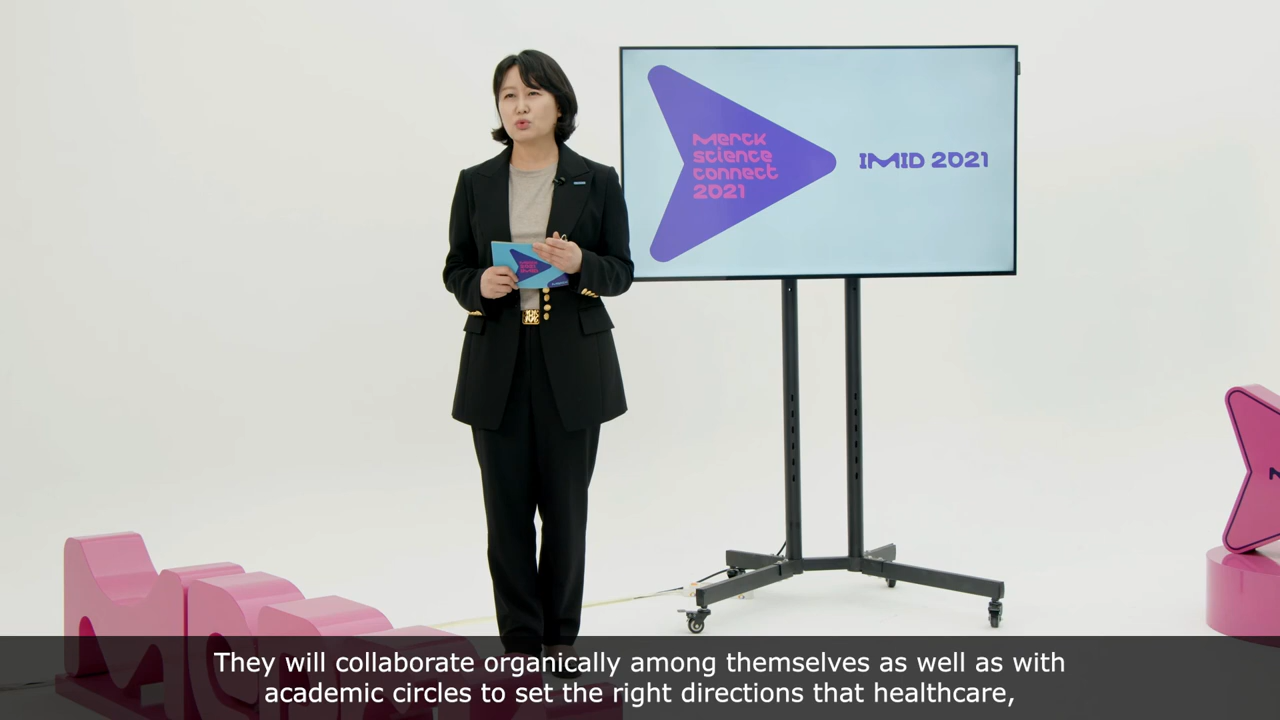 Merck
science
connect
2021
IMID 2021
They will collaborate organically among themselves as well as with
academic circles to set the right directions that healthcare,